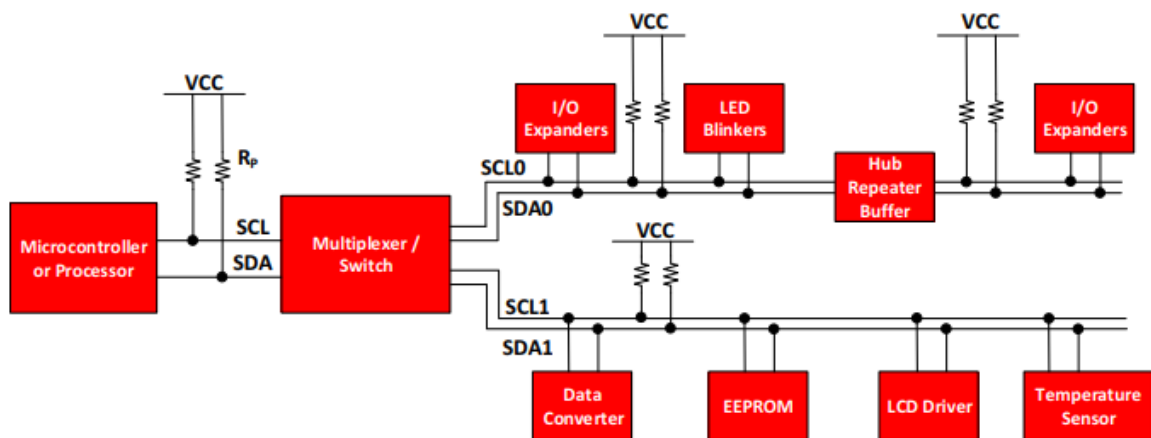 VCC
VCC
VCC
I/O
Expanders
LED
Blinkers
I/O
Expanders
R_P
SCL0
SDA0
Hub
Repeater
Buffer
Microcontroller
or Processor
SCL
SDA
Multiplexer /
Switch
VCC
SCL1
SDA1
Data
Converter
EEPROM
LCD Driver
Temperature
Sensor